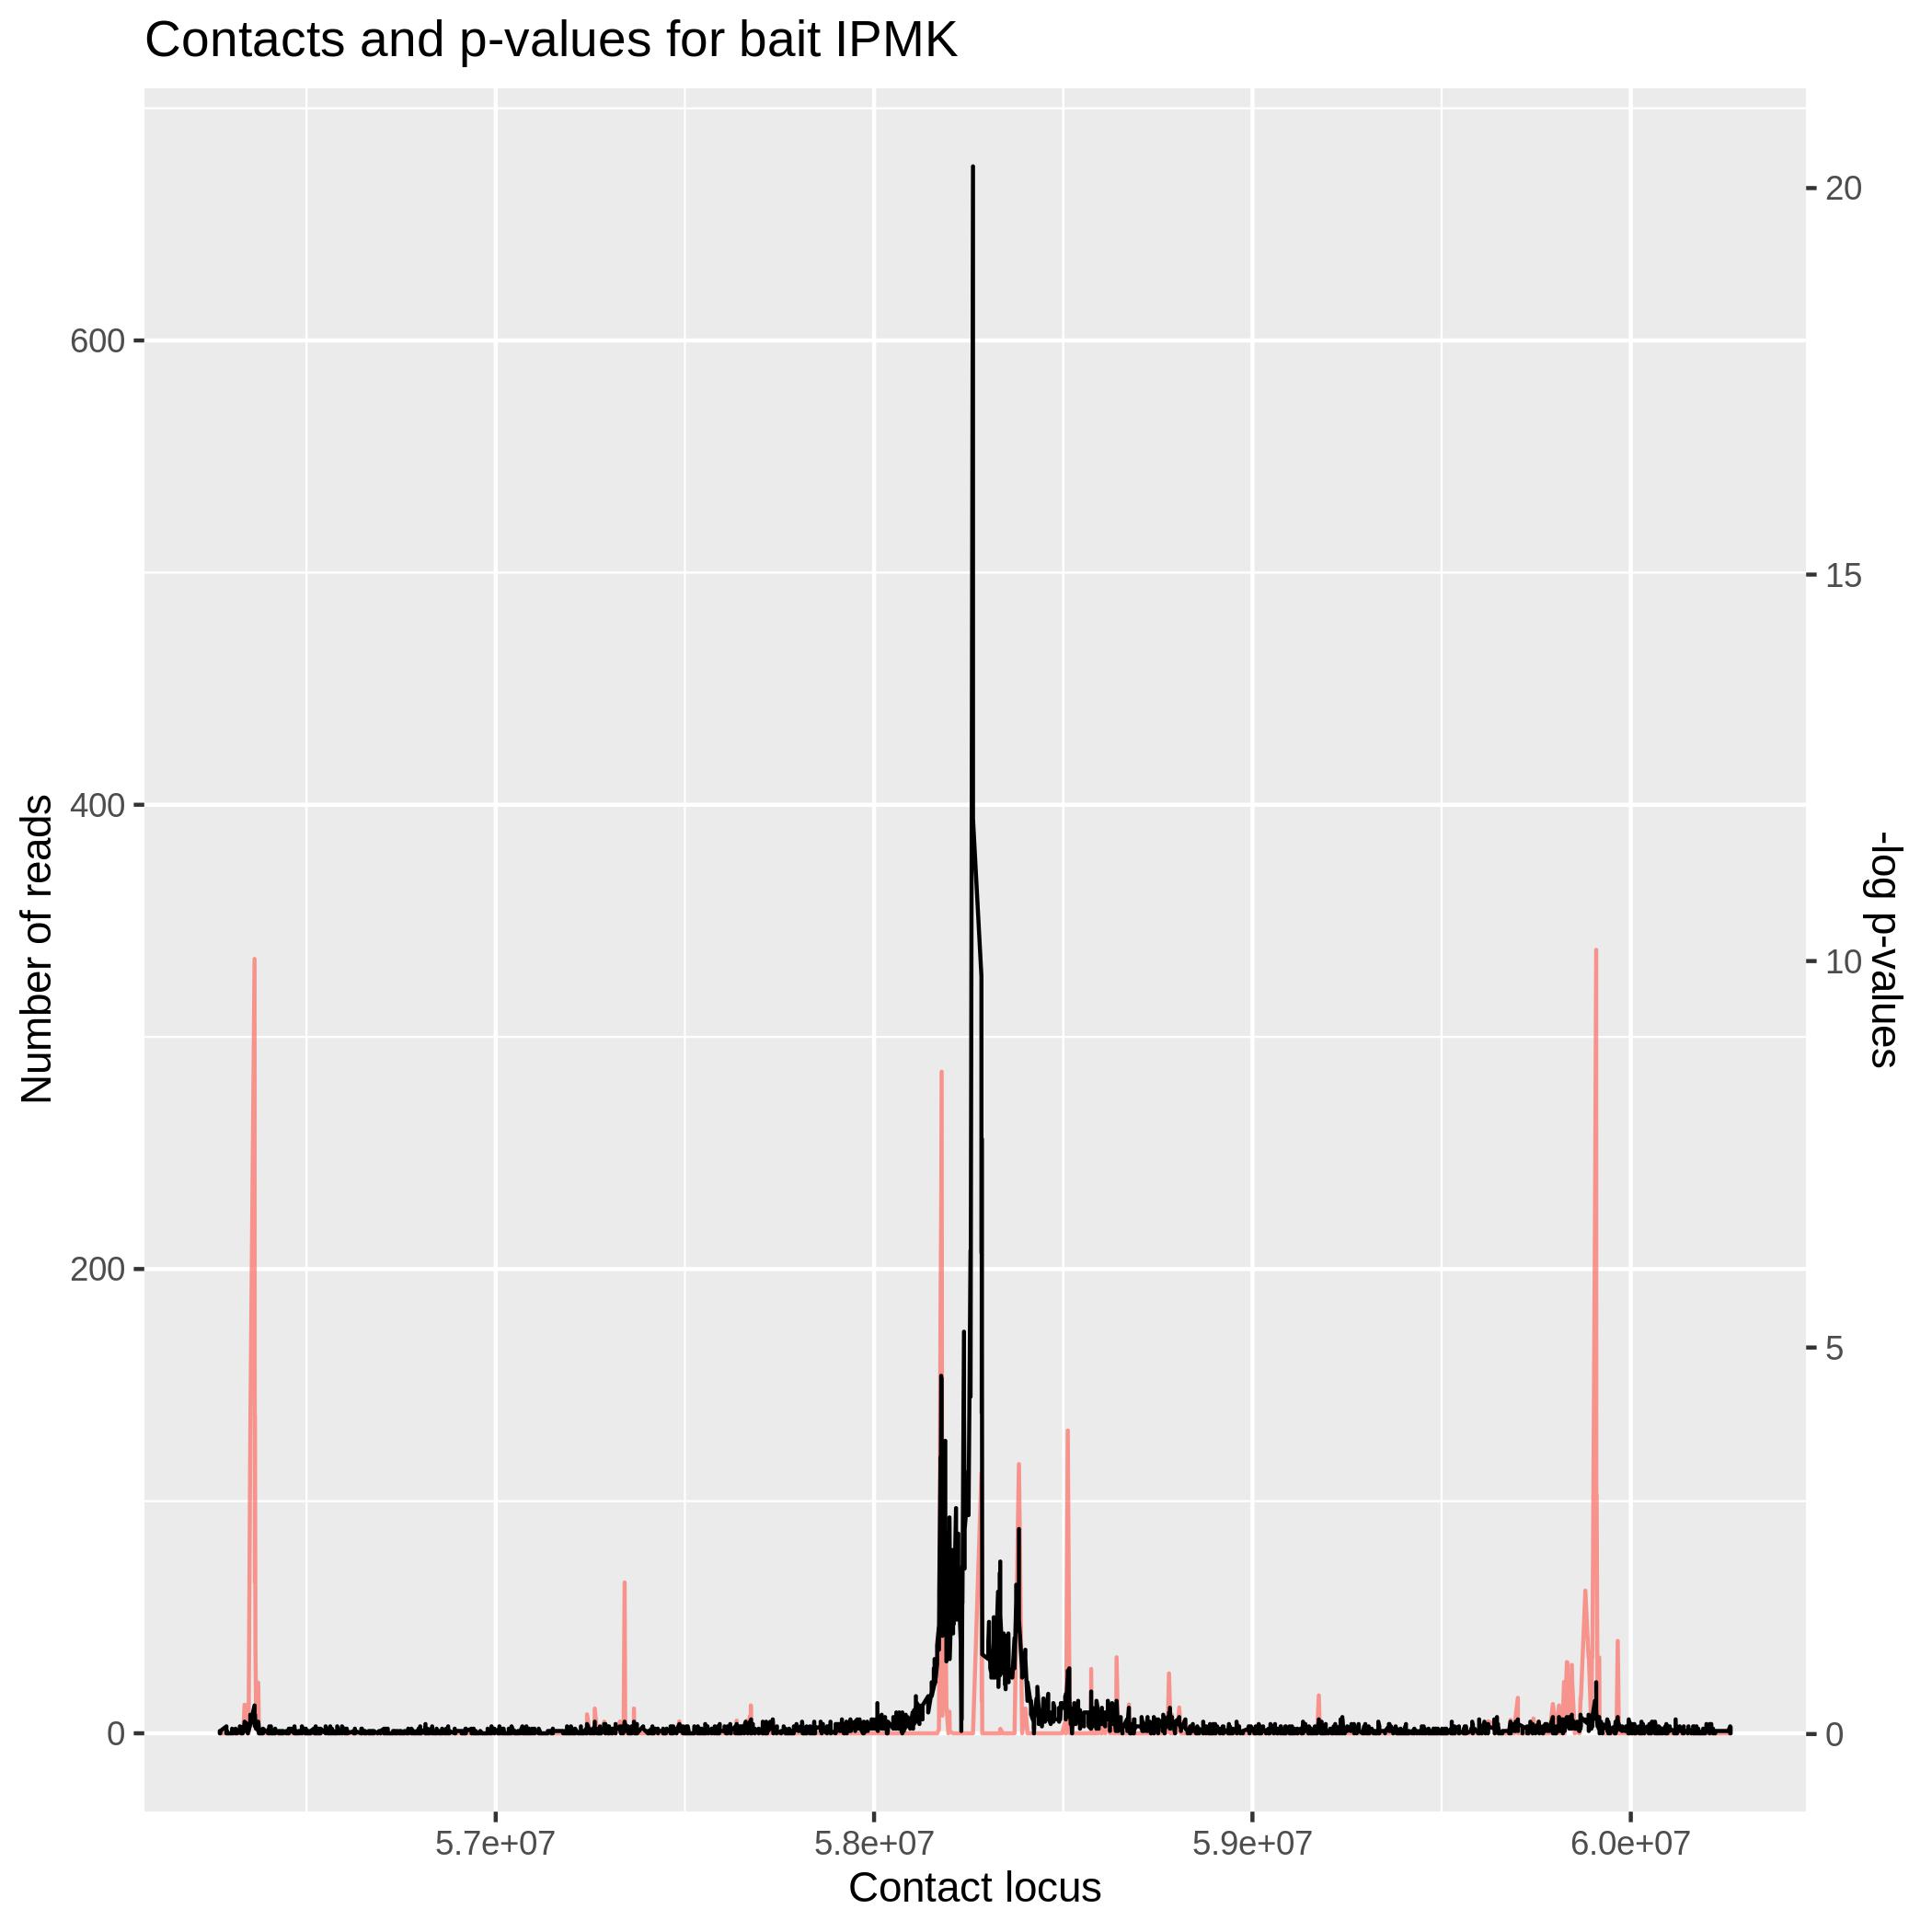 Contacts and p-values for bait IPMK
Number of reads
600
400
200
0
20
15
10
5
0
-log p-values
5.7e+07
5.8e+07
5.9e+07
6.0e+07
Contact locus